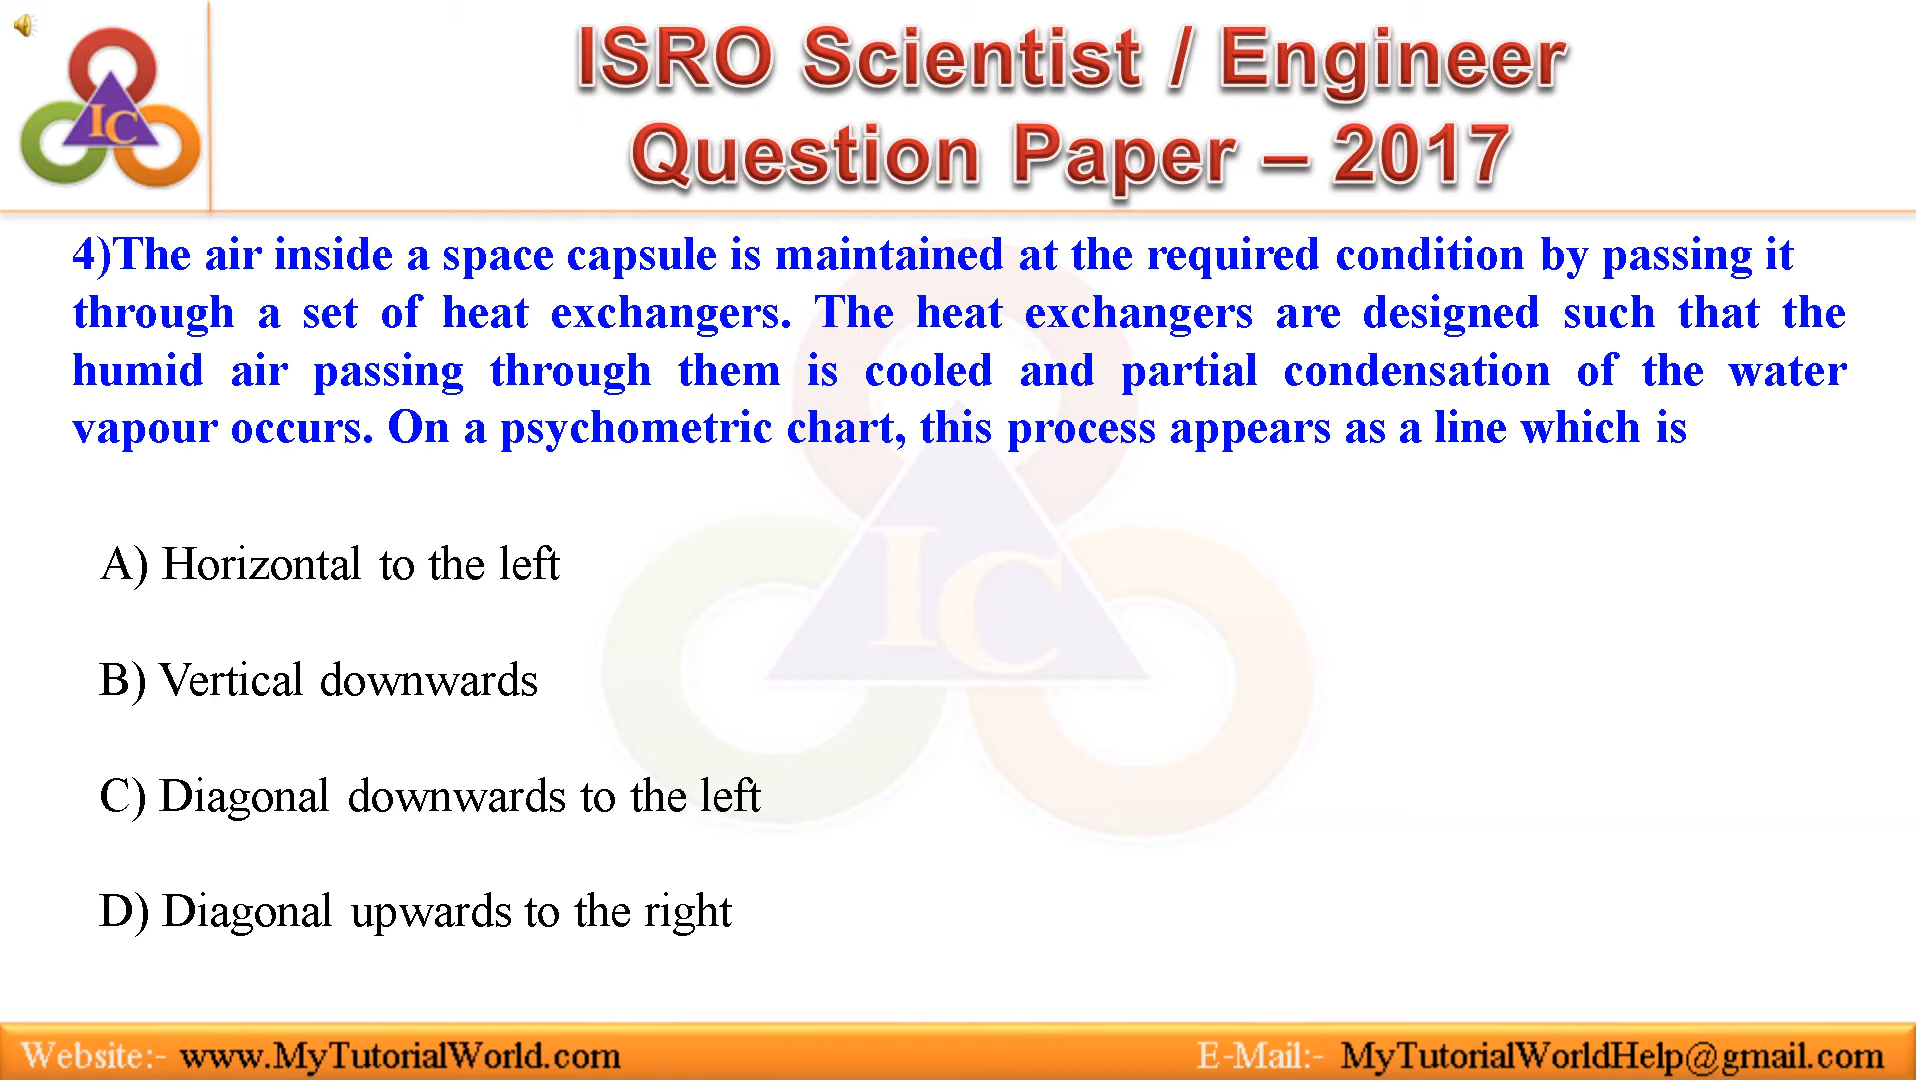 ISRO Scientist / Engineer
Question Paper – 2017
IC
4)The air inside a space capsule is maintained at the required condition by passing it
through a set of heat exchangers. The heat exchangers are designed such that the
humid air passing through them is cooled and partial condensation of the water
vapour occurs. On a psychometric chart, this process appears as a line which is
A) Horizontal to the left
B) Vertical downwards
IC
C) Diagonal downwards to the left
D) Diagonal upwards to the right
Website:- www.MyTutorialWorld.com E-Mail:- MyTutorialWorldHelp@gmail.com